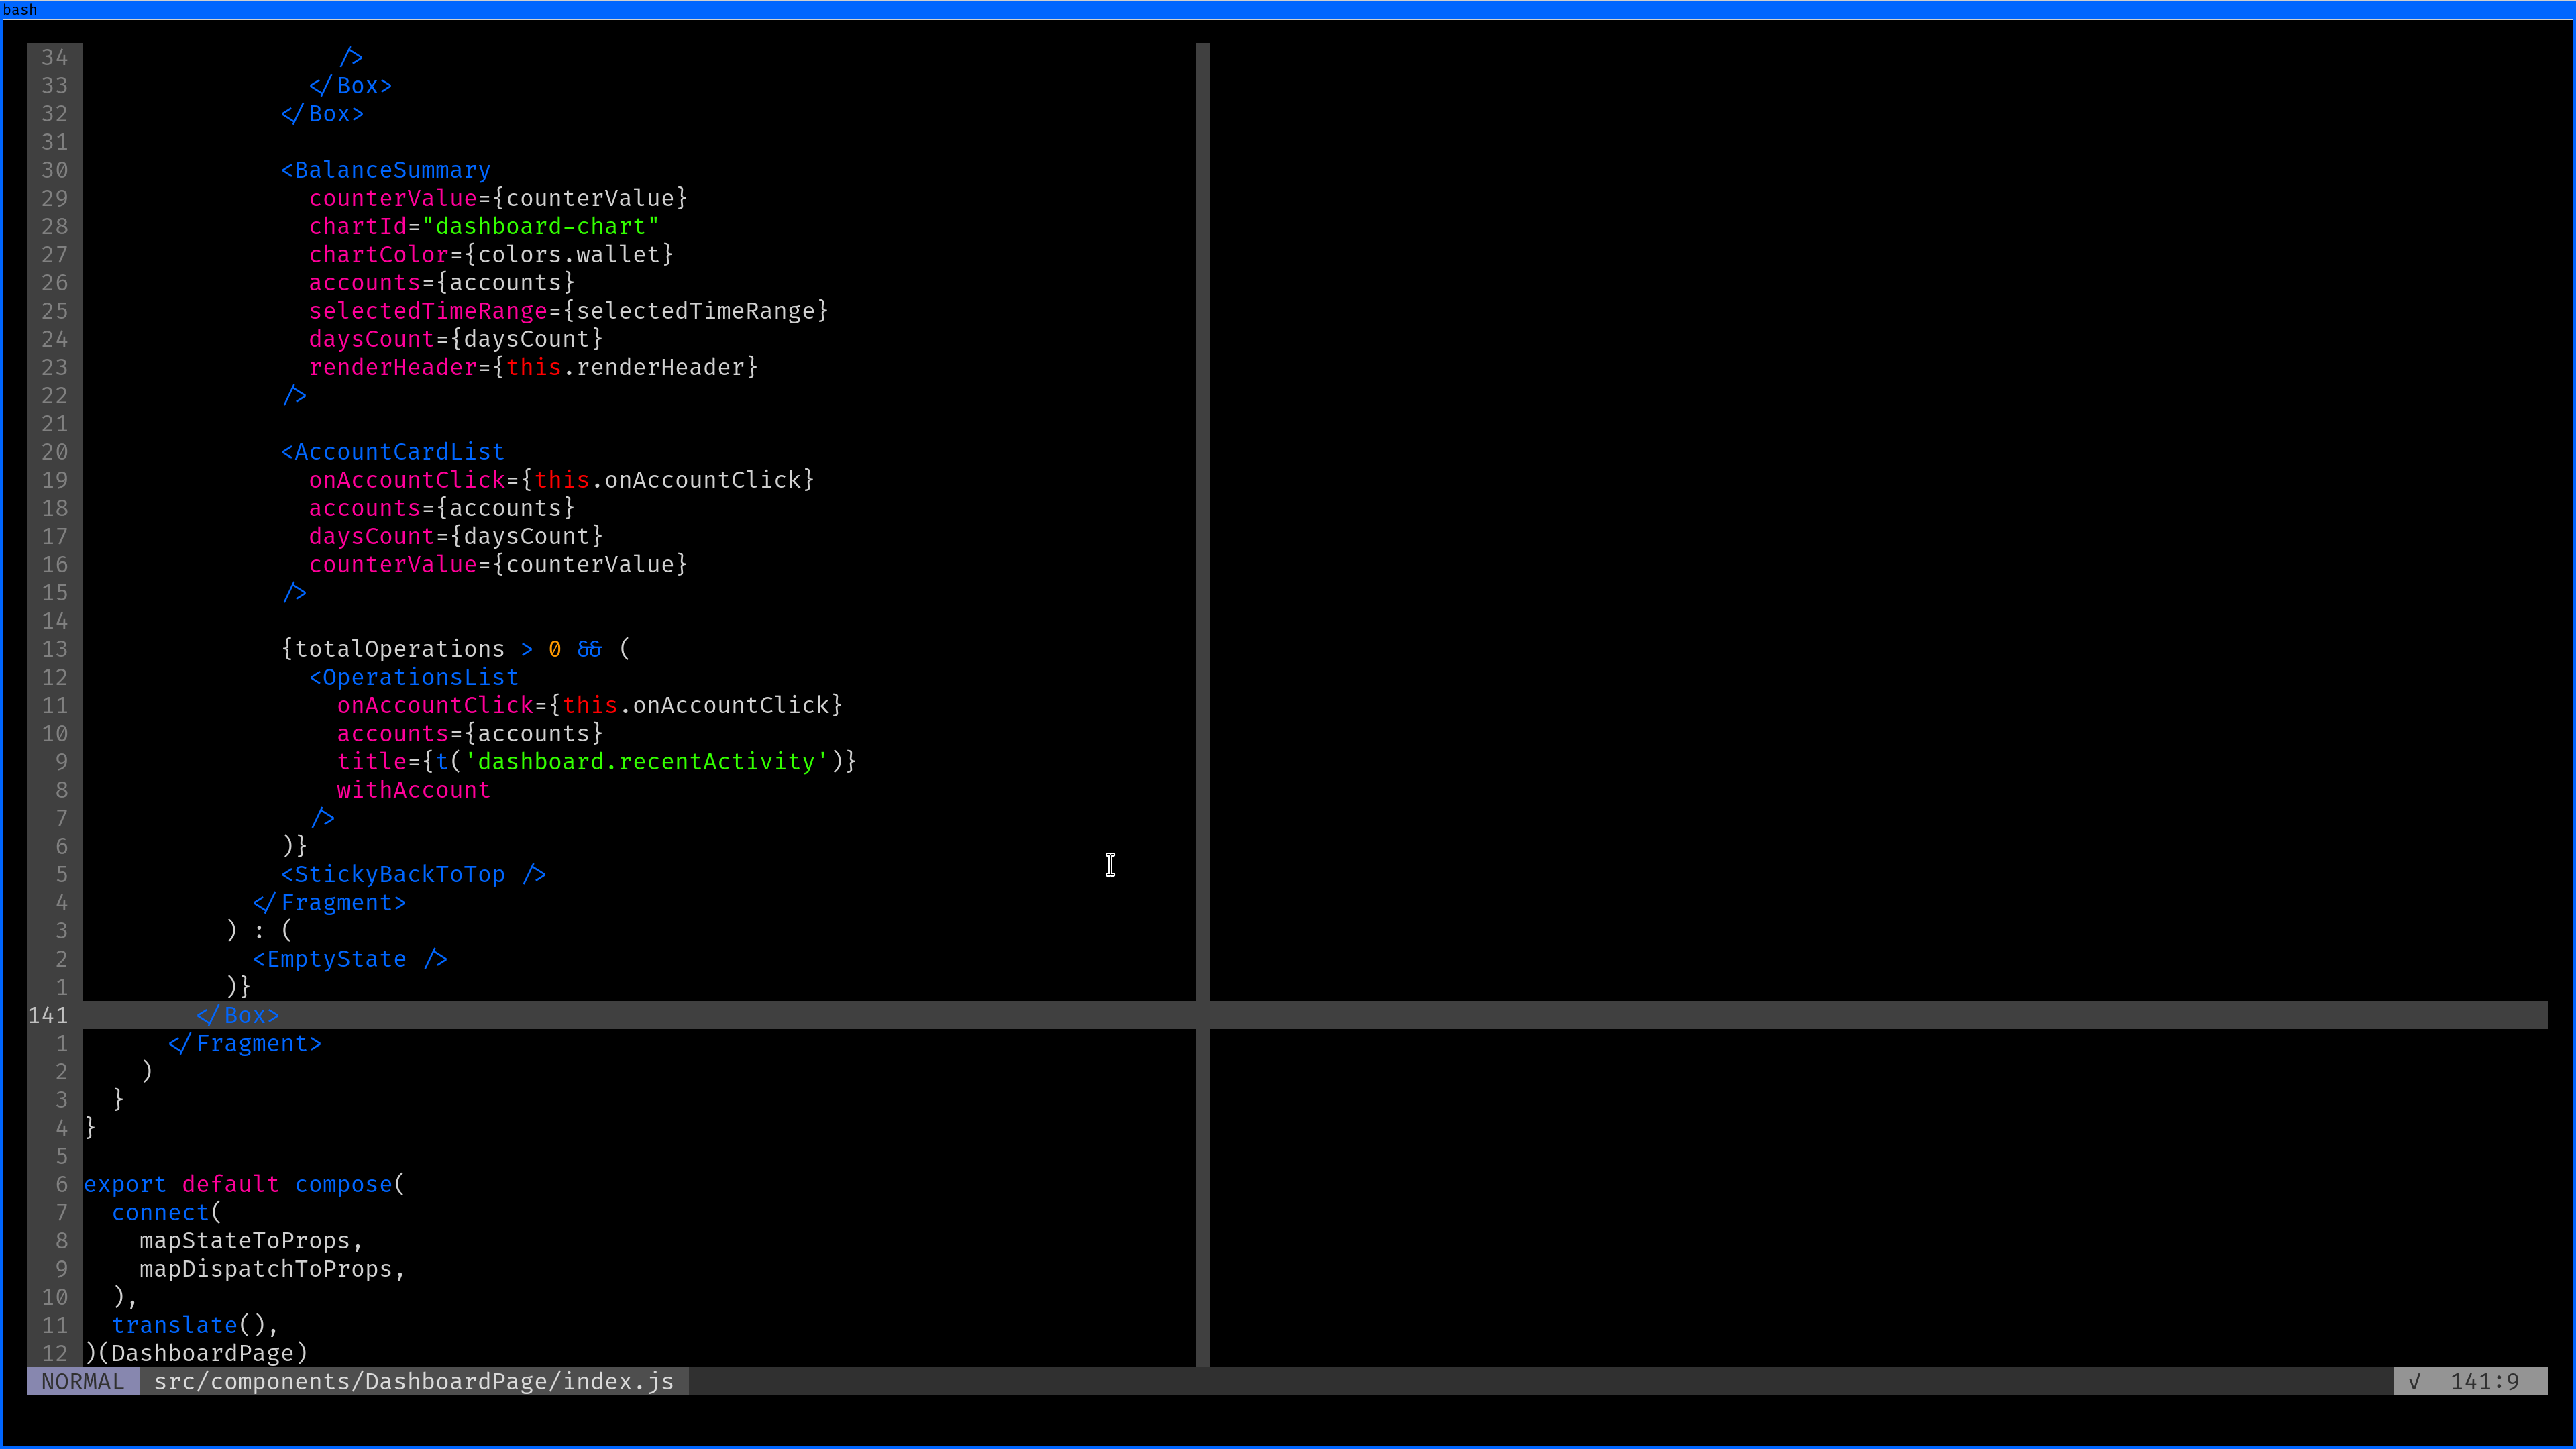 bash
34                   />
33                 </Box>
32               </Box>
31
30               <BalanceSummary
29                 counterValue={counterValue}
28                 chartId="dashboard-chart"
27                 chartColor={colors.wallet}
26                 accounts={accounts}
25                 selectedTimeRange={selectedTimeRange}
24                 daysCount={daysCount}
23                 renderHeader={this.renderHeader}
22               />
21
20               <AccountCardList
19                 onAccountClick={this.onAccountClick}
18                 accounts={accounts}
17                 daysCount={daysCount}
16                 counterValue={counterValue}
15               />
14
13               {totalOperations > 0 && (
12                 <OperationsList
11                   onAccountClick={this.onAccountClick}
10                   accounts={accounts}
9                   title={t('dashboard.recentActivity')}
8                   withAccount
7                 />
6               )}
5               <StickyBackToTop />
4             </Fragment>
3           ) : (
2             <EmptyState />
1           )}
141         </Box>
1       </Fragment>
2     )
3   }
4 }
5
6 export default compose(
7   connect(
8     mapStateToProps,
9     mapDispatchToProps,
10   ),
11   translate(),
12 )(DashboardPage)
NORMAL src/components/DashboardPage/index.js √ 141:9